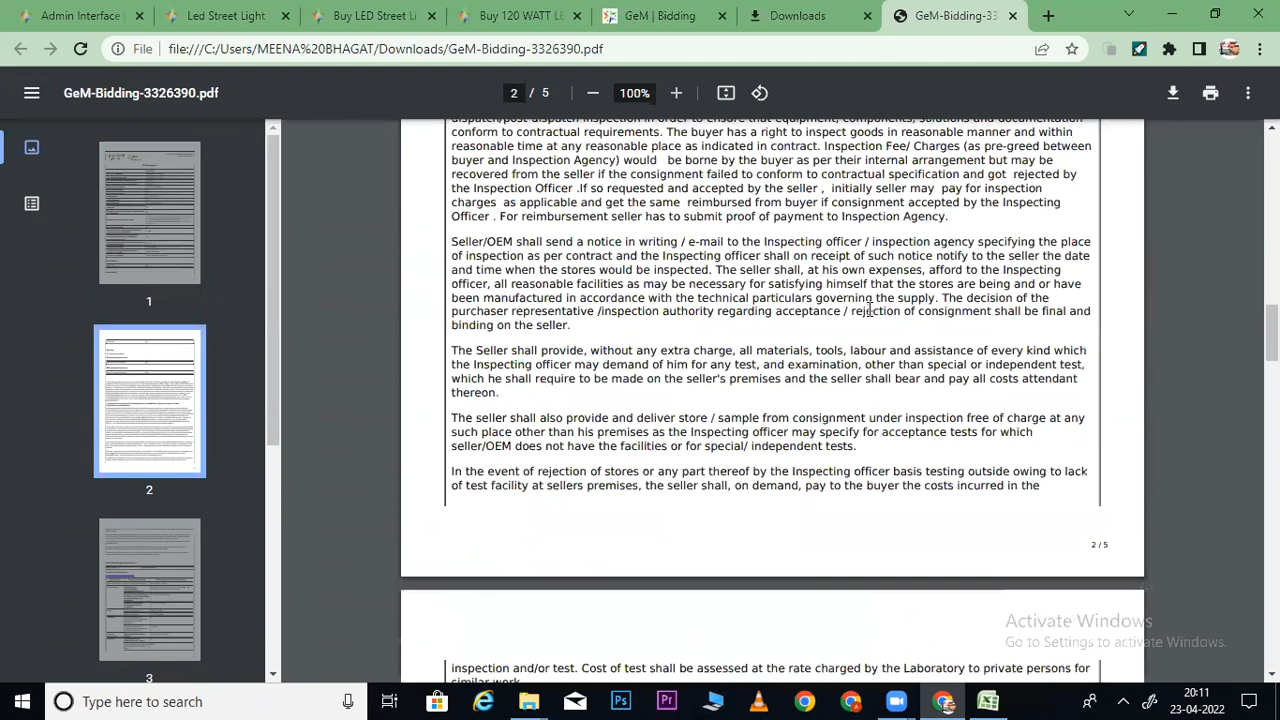 Admin Interface
Led Street Light
Buy LED Street Li
Buy 120 WATT LE
GeM | Bidding
Downloads
GeM-Bidding-33
File
file:///C:/Users/MEENA%20BHAGAT/Downloads/GeM-Bidding-3326390.pdf
GeM-Bidding-3326390.pdf
2 / 5
100%
dispatch/post dispatch inspection in order to ensure that equipment, components, solutions and documentation
conform to contractual requirements. The buyer has a right to inspect goods in reasonable manner and within
reasonable time at any reasonable place as indicated in contract. Inspection Fee/ Charges (as pre-greed between
buyer and Inspection Agency) would be borne by the buyer as per their internal arrangement but may be
recovered from the seller if the consignment failed to conform to contractual specification and got rejected by
the Inspection Officer .If so requested and accepted by the seller , initially seller may pay for inspection
charges as applicable and get the same reimbursed from buyer if consignment accepted by the Inspecting
Officer . For reimbursement seller has to submit proof of payment to Inspection Agency.
Seller/OEM shall send a notice in writing / e-mail to the Inspecting officer / inspection agency specifying the place
of inspection as per contract and the Inspecting officer shall on receipt of such notice notify to the seller the date
and time when the stores would be inspected. The seller shall, at his own expenses, afford to the Inspecting
officer, all reasonable facilities as may be necessary for satisfying himself that the stores are being and or have
been manufactured in accordance with the technical particulars governing the supply. The decision of the
purchaser representative /inspection authority regarding acceptance / rejection of consignment shall be final and
binding on the seller.
The Seller shall provide, without any extra charge, all materials, tools, labour and assistance of every kind which
the Inspecting officer may demand of him for any test, and examination, other than special or independent test,
which he shall require to be made on the seller's premises and the seller shall bear and pay all costs attendant
thereon.
The seller shall also provide and deliver store / sample from consignment under inspection free of charge at any
such place other than his premises as the Inspecting officer may specify for acceptance tests for which
seller/OEM does not have the facilities or for special/ independent tests.
In the event of rejection of stores or any part thereof by the Inspecting officer basis testing outside owing to lack
of test facility at sellers premises, the seller shall, on demand, pay to the buyer the costs incurred in the
2 / 5
inspection and/or test. Cost of test shall be assessed at the rate charged by the Laboratory to private persons for
similar work.
1
2
3
Activate Windows
Go to Settings to activate Windows.
Type here to search
20:11
23-04-2022